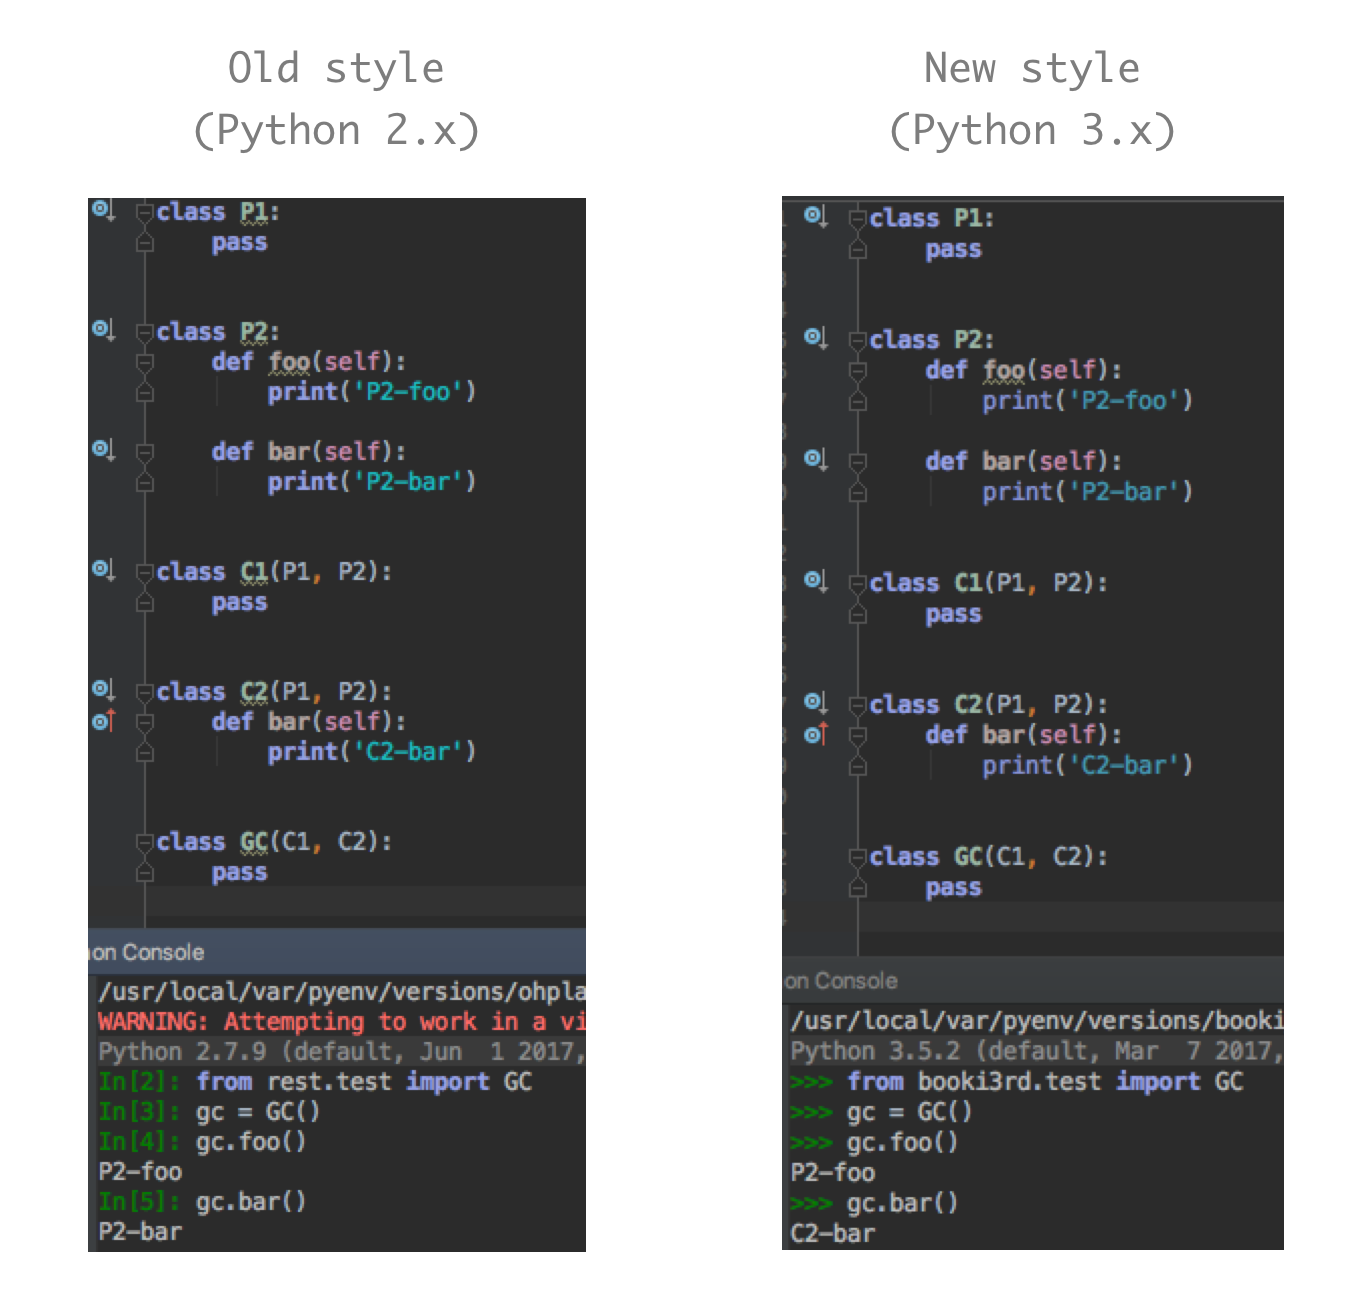 Old style
(Python 2.x)
class P1:
    pass
class P2:
    def foo(self):
        print('P2-foo')
    def bar(self):
        print('P2-bar')
class C1(P1, P2):
    pass
class C2(P1, P2):
    def bar(self):
        print('C2-bar')
class GC(C1, C2):
    pass
on Console
/usr/local/var/pyenv/versions/ohpla
WARNING: Attempting to work in a vi
Python 2.7.9 (default, Jun  1 2017,
In[2]: from rest.test import GC
In[3]: gc = GC()
In[4]: gc.foo()
P2-foo
In[5]: gc.bar()
P2-bar
New style
(Python 3.x)
class P1:
    pass
class P2:
    def foo(self):
        print('P2-foo')
    def bar(self):
        print('P2-bar')
class C1(P1, P2):
    pass
class C2(P1, P2):
    def bar(self):
        print('C2-bar')
class GC(C1, C2):
    pass
on Console
/usr/local/var/pyenv/versions/booki
Python 3.5.2 (default, Mar  7 2017,
>>> from booki3rd.test import GC
>>> gc = GC()
>>> gc.foo()
P2-foo
>>> gc.bar()
C2-bar